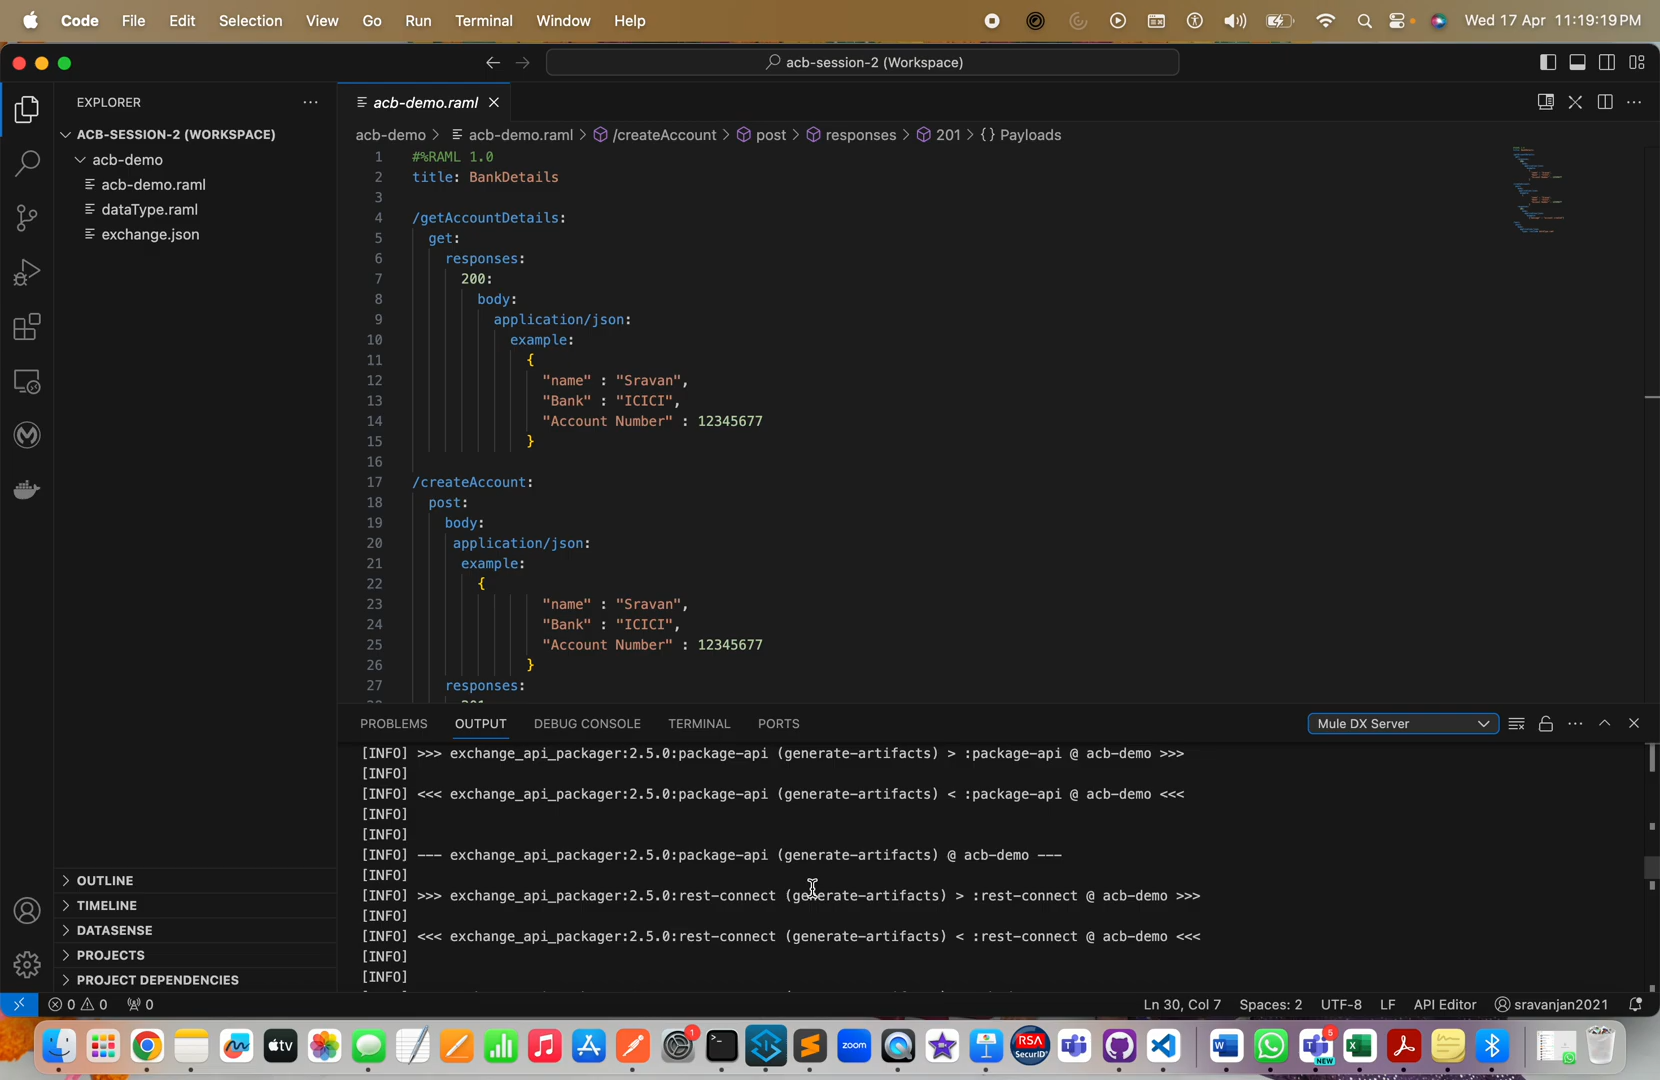 Code File Edit Selection View Go Run Terminal Window Help Wed 17 Apr 11:19:19 PM
acb-session-2 (Workspace)
EXPLORER
ACB-SESSION-2 (WORKSPACE)
acb-demo
acb-demo.raml
dataType.raml
exchange.json
OUTLINE
TIMELINE
DATASENSE
PROJECTS
PROJECT DEPENDENCIES
acb-demo.raml
acb-demo > acb-demo.raml > /createAccount > post > responses > 201 > {} Payloads
1 #%RAML 1.0
2 title: BankDetails
3
4 /getAccountDetails:
5 get:
6 responses:
7 200:
8 body:
9 application/json:
10 example:
11 {
12 "name" : "Sravan",
13 "Bank" : "ICICI",
14 "Account Number" : 12345677
15 }
16
17 /createAccount:
18 post:
19 body:
20 application/json:
21 example:
22 {
23 "name" : "Sravan",
24 "Bank" : "ICICI",
25 "Account Number" : 12345677
26 }
27 responses:
PROBLEMS OUTPUT DEBUG CONSOLE TERMINAL PORTS Mule DX Server
[INFO] >>> exchange_api_packager:2.5.0:package-api (generate-artifacts) > :package-api @ acb-demo >>>
[INFO]
[INFO] <<< exchange_api_packager:2.5.0:package-api (generate-artifacts) < :package-api @ acb-demo <<<
[INFO]
[INFO]
[INFO] --- exchange_api_packager:2.5.0:package-api (generate-artifacts) @ acb-demo ---
[INFO]
[INFO] >>> exchange_api_packager:2.5.0:rest-connect (generate-artifacts) > :rest-connect @ acb-demo >>>
[INFO]
[INFO] <<< exchange_api_packager:2.5.0:rest-connect (generate-artifacts) < :rest-connect @ acb-demo <<<
[INFO]
[INFO]
0 0 0 Ln 30, Col 7 Spaces: 2 UTF-8 LF API Editor sravanjan2021
tv 1 zoom RSA SecurID 5 NEW